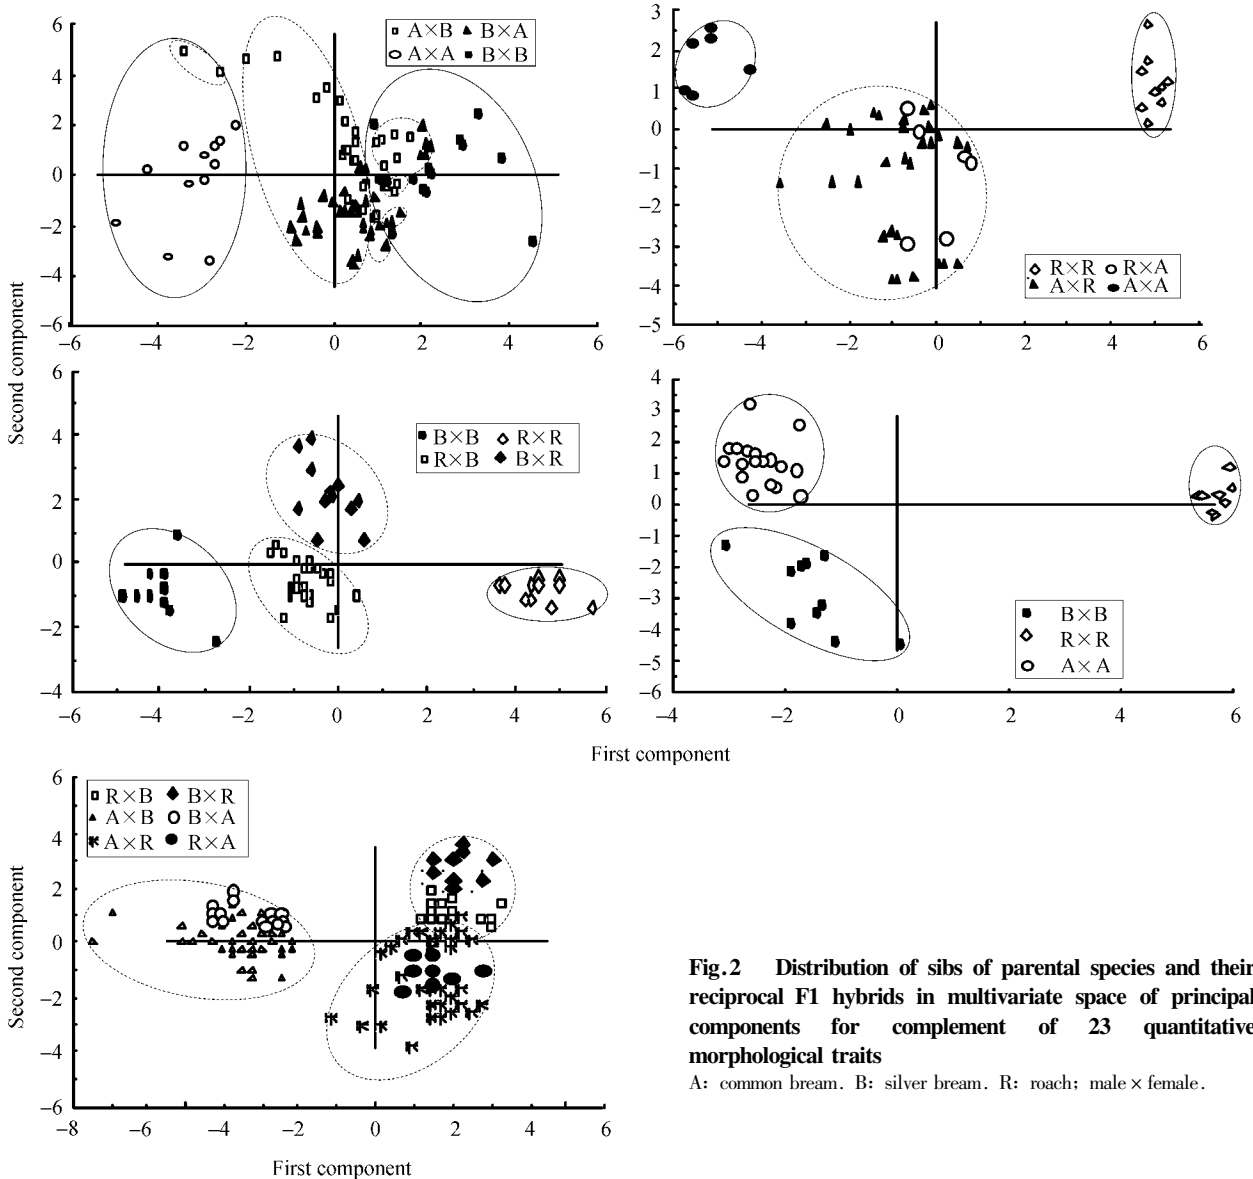 6
4
2
0
−2
−4
−6
−6
−4
−2
0
2
4
6
A×B
B×A
A×A
B×B
3
2
1
0
−1
−2
−3
−4
−5
−6
−4
−2
0
2
4
6
R×R
R×A
A×R
A×A
Second component
6
4
2
0
−2
−4
−6
−4
−2
0
2
4
6
B×B
R×R
R×B
B×R
4
3
2
1
0
−1
−2
−3
−4
−5
−6
−4
−2
0
2
4
6
B×B
R×R
A×A
First component
6
4
2
0
−2
−4
−6
−8
−6
−4
−2
0
2
4
6
R×B
B×R
A×B
B×A
A×R
R×A
Second component
First component
Fig.2 Distribution of sibs of parental species and their
reciprocal F1 hybrids in multivariate space of principal
components for complement of 23 quantitative
morphological traits
A: common bream. B: silver bream. R: roach; male × female.